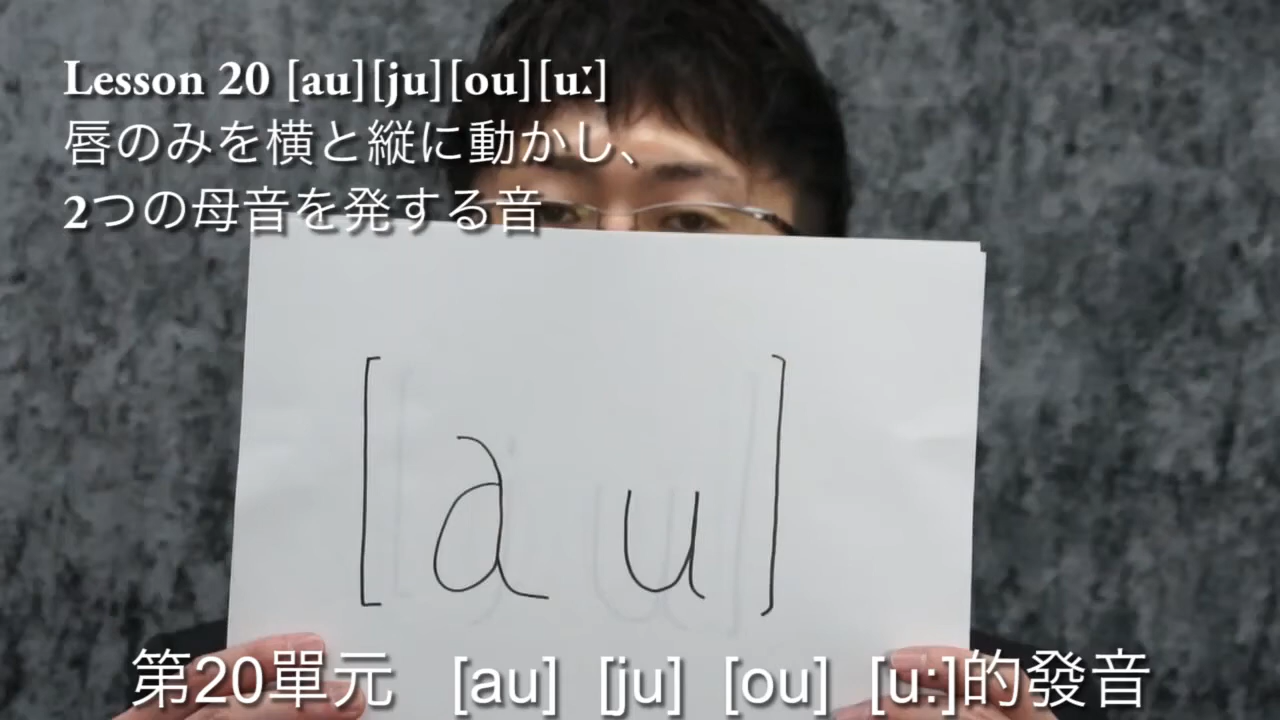 Lesson 20 [au][ju][ou][uː]
唇のみを横と縦に動かし、
2つの母音を発する音
[au]
第20單元 [au] [ju] [ou] [u:]的發音